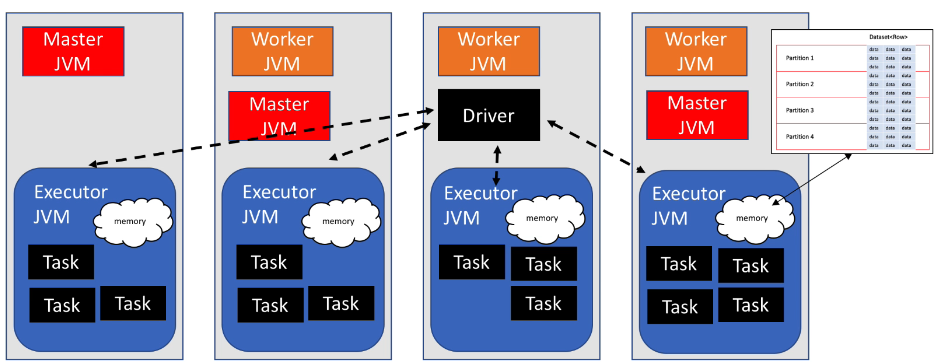 Master
JVM
Worker
JVM
Master
JVM
Worker
JVM
Driver
Worker
JVM
Master
JVM
Executor
JVM
memory
Task
Task
Task
Executor
JVM
memory
Task
Task
Task
Executor
JVM
memory
Task
Task
Task
Executor
JVM
memory
Task
Task
Task
Task
Dataset<Row>
data data data
Partition 1
data data data
data data data
data data data
Partition 2
data data data
data data data
data data data
Partition 3
data data data
data data data
data data data
Partition 4
data data data
data data data